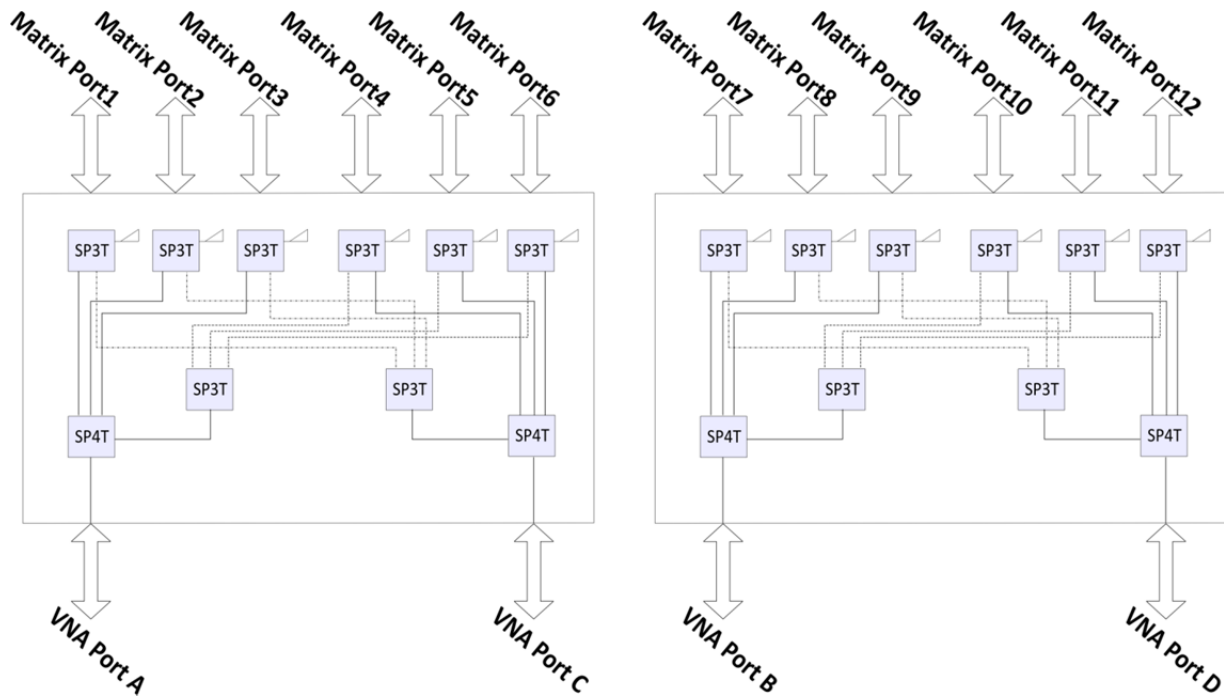 Matrix Port1
Matrix Port2
Matrix Port3
Matrix Port4
Matrix Port5
Matrix Port6
Matrix Port7
Matrix Port8
Matrix Port9
Matrix Port10
Matrix Port11
Matrix Port12
SP3T SP3T SP3T SP3T SP3T SP3T SP3T SP3T SP3T SP3T SP3T SP3T
SP3T SP3T SP3T SP3T
SP4T SP4T SP4T SP4T
VNA Port A
VNA Port C
VNA Port B
VNA Port D